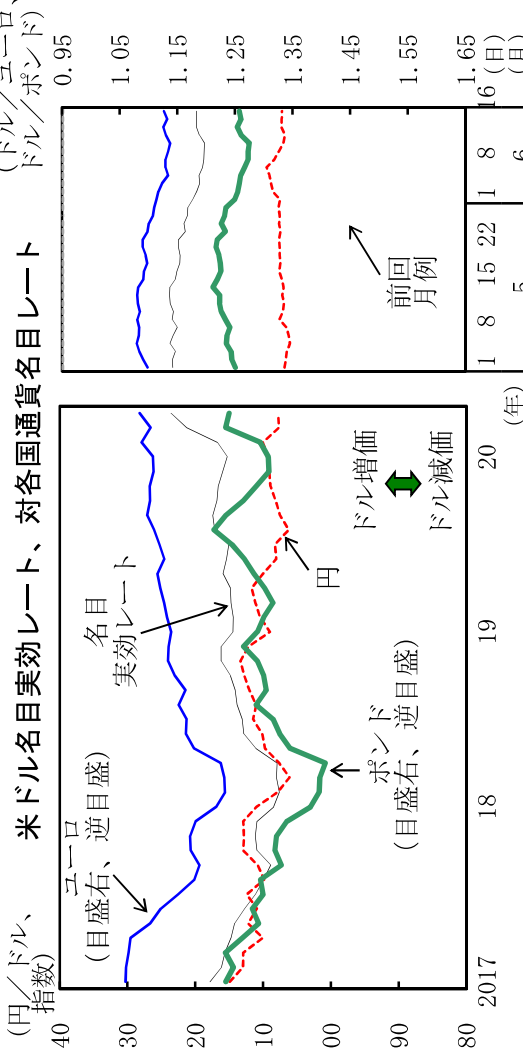 米ドル名目実効レート、対各国通貨名目レート
(円/ドル、
指数)
(ドル/ユーロ、
ドル/ポンド)
40
30
20
10
00
90
80
ユーロ
(目盛右、逆目盛)
名目
実効レート
円
ポンド
(目盛右、逆目盛)
ドル増価
ドル減価
前回
月例
0.95
1.05
1.15
1.25
1.35
1.45
1.55
1.65
2017 18 19 20 (年)
1 8 15 22 1 8 16 (日)
5 6 (月)